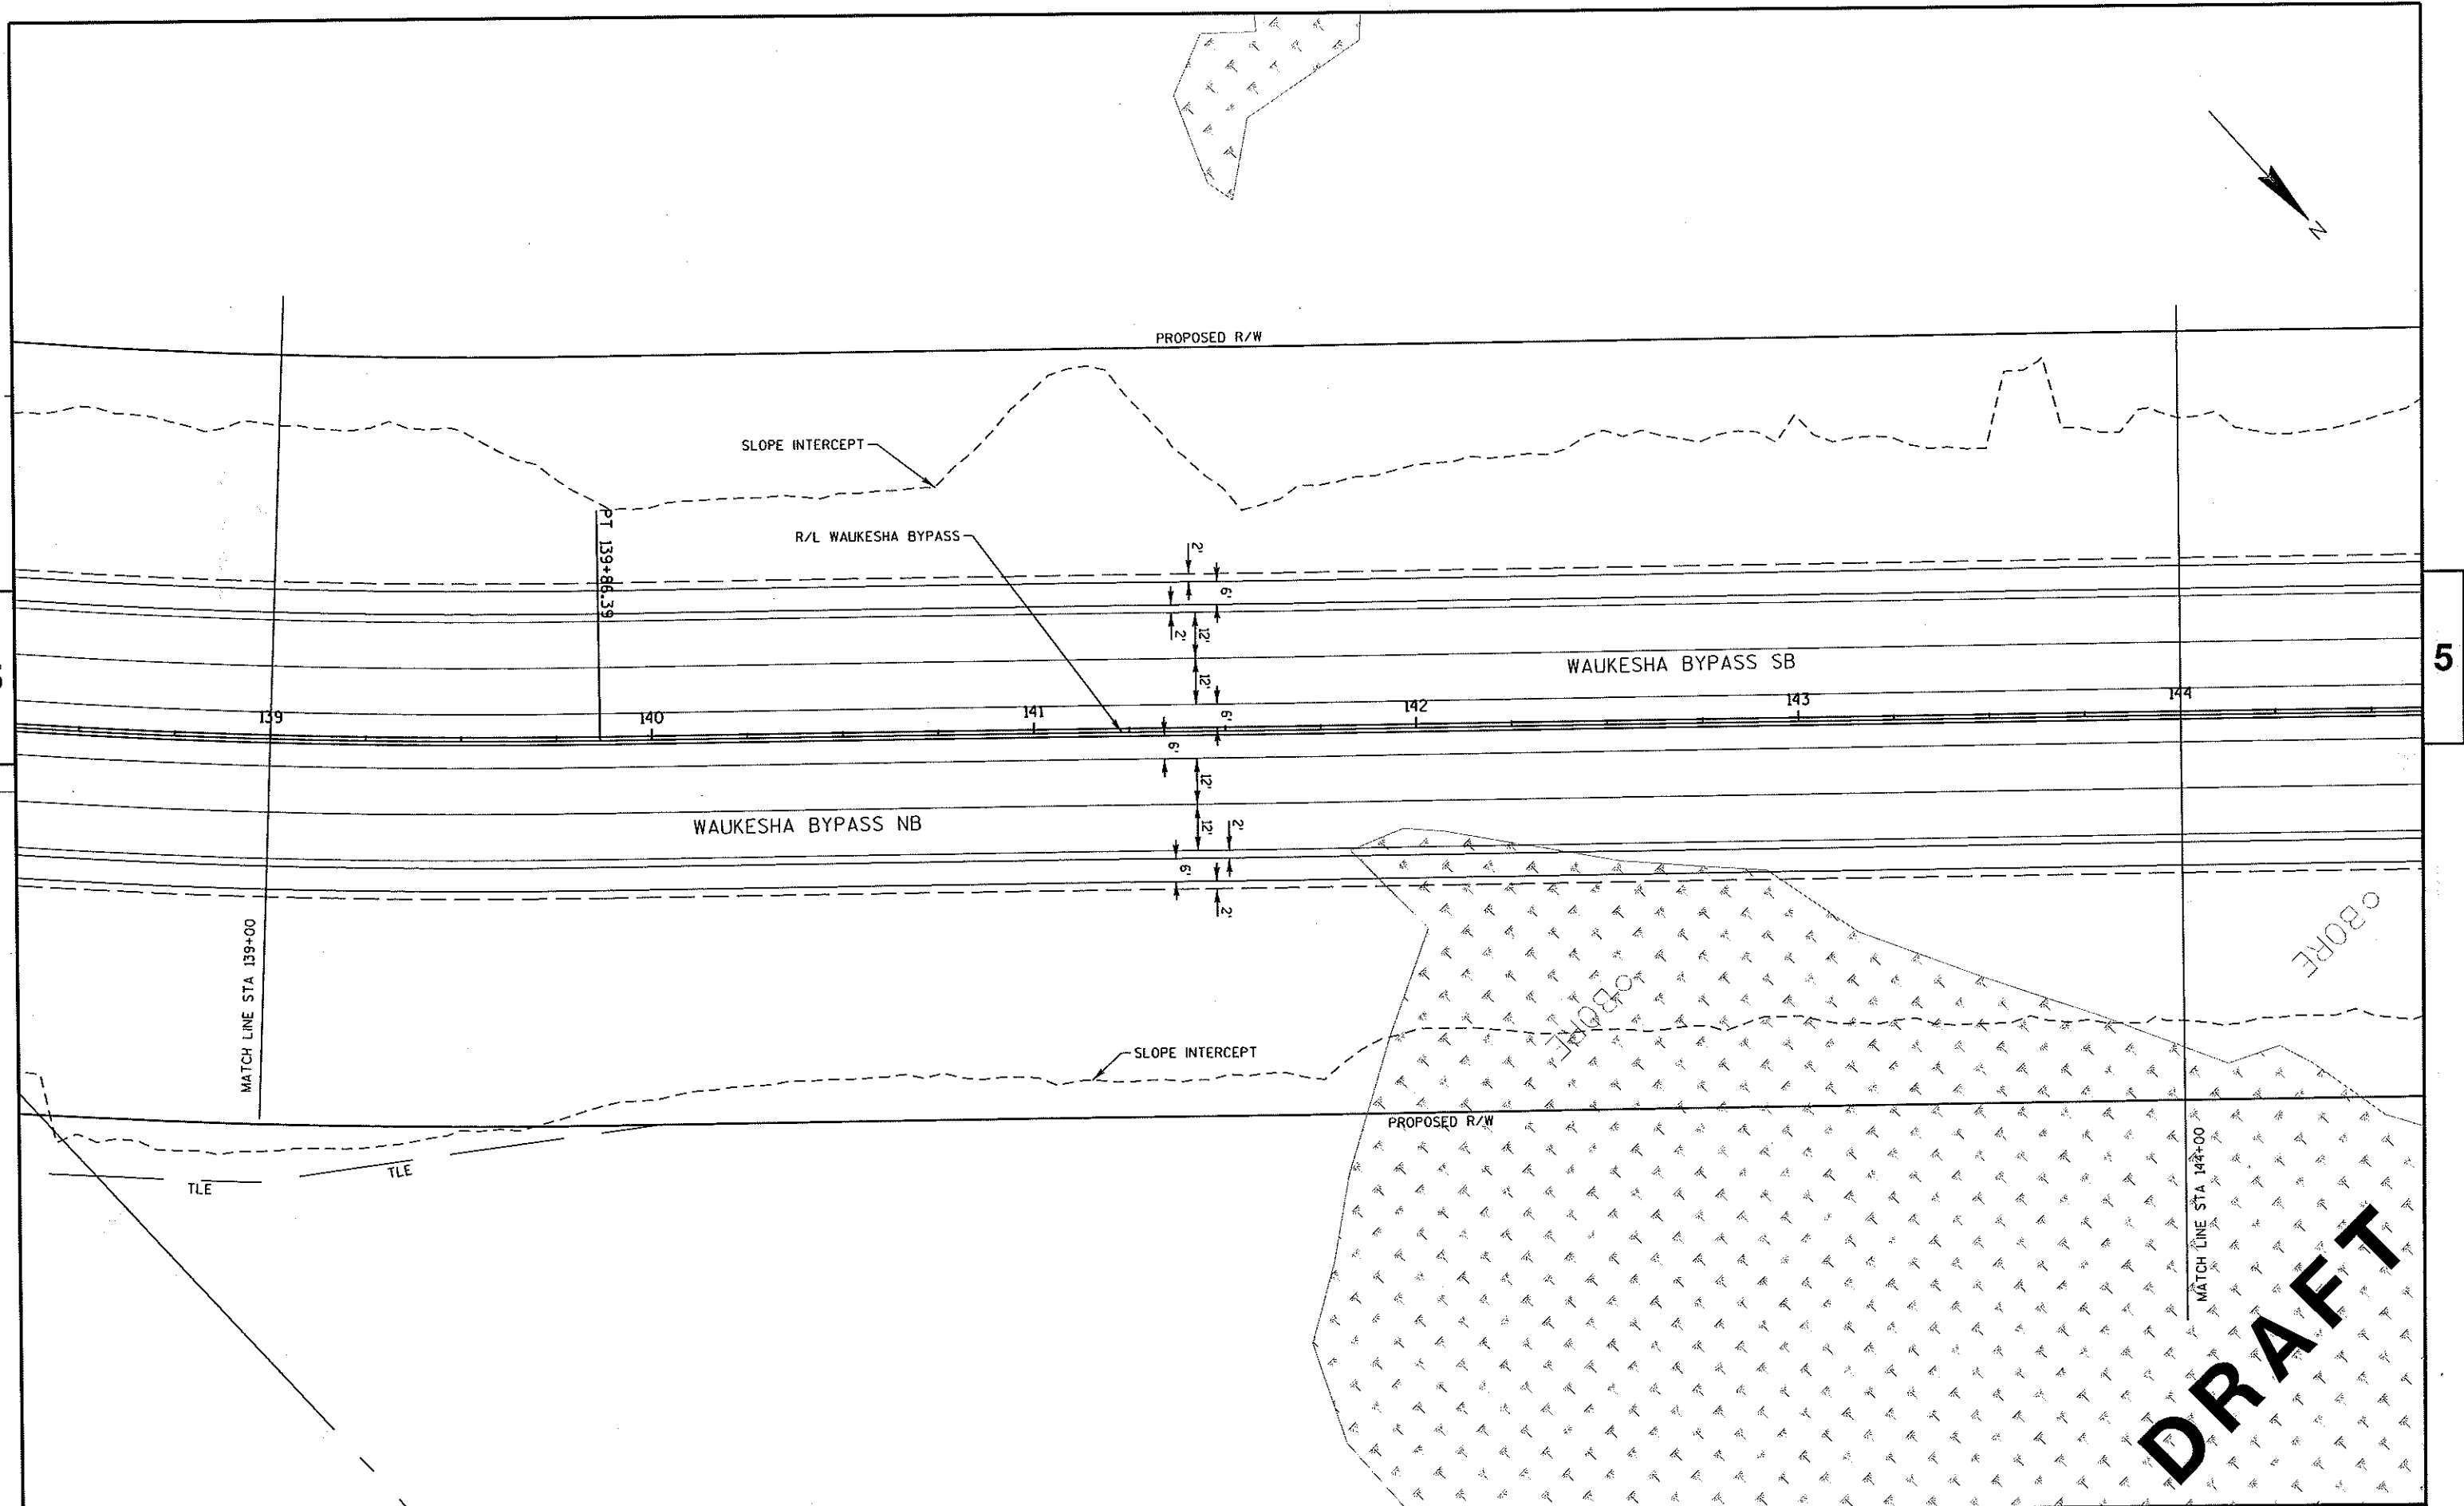 N
PROPOSED R/W
SLOPE INTERCEPT
PT 139+86.39
R/L WAUKESHA BYPASS
2'
6'
2'
12'
WAUKESHA BYPASS SB
5
12'
139
140
141
6'
142
143
144
6'
12'
WAUKESHA BYPASS NB
12'
2'
6'
2'
BORE
BORE
MATCH LINE STA 139+00
SLOPE INTERCEPT
PROPOSED R/W
TLE
TLE
MATCH LINE STA 144+00
DRAFT